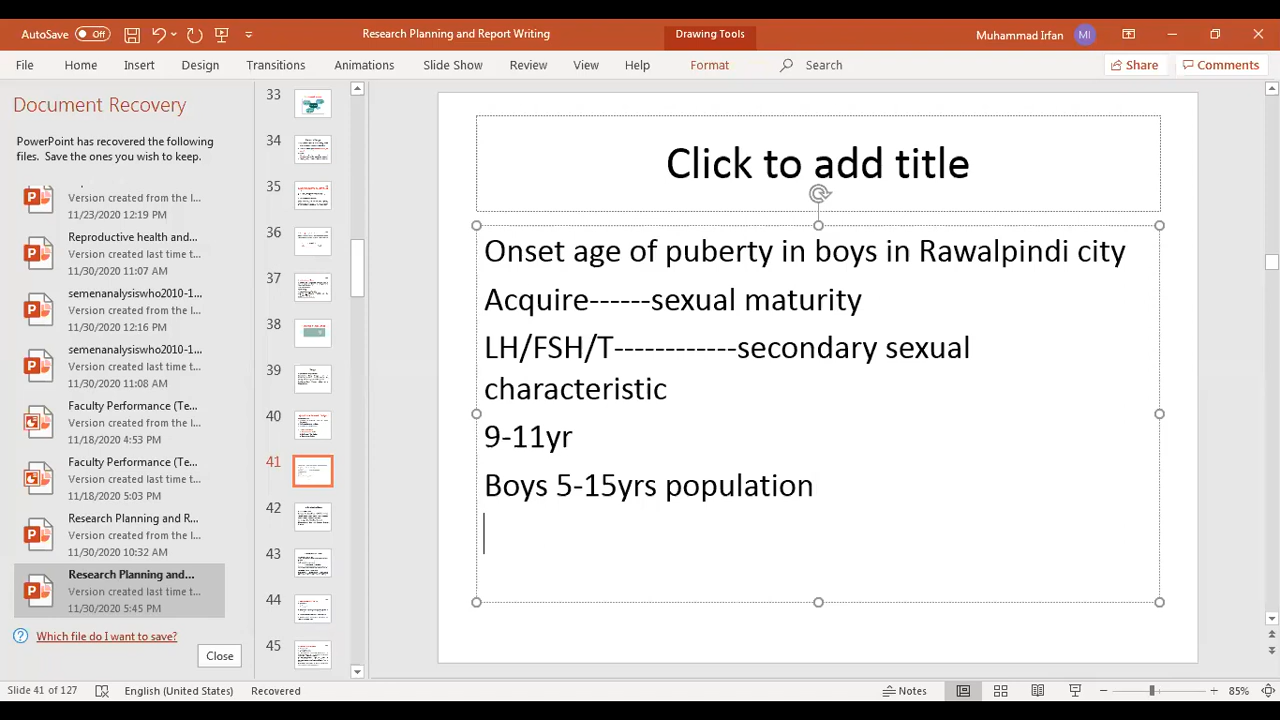 AutoSave Off
Research Planning and Report Writing
Drawing Tools
Muhammad Irfan MI
File Home Insert Design Transitions Animations Slide Show Review View Help Format Search Share Comments
Document Recovery
PowerPoint has recovered the following
files. Save the ones you wish to keep.
Version created from the l...
11/23/2020 12:19 PM
Reproductive health and...
Version created from the l...
11/30/2020 11:07 AM
semenanalysiswho2010-1...
Version created last time t...
11/30/2020 12:16 PM
semenanalysiswho2010-1...
Version created from the l...
11/30/2020 11:08 AM
Faculty Performance (Te...
Version created from the l...
11/18/2020 4:53 PM
Faculty Performance (Te...
Version created last time t...
11/18/2020 5:03 PM
Research Planning and R...
Version created from the l...
11/30/2020 10:32 AM
Research Planning and...
Version created last time t...
11/30/2020 5:45 PM
Which file do I want to save?
Close
33
34
35
36
37
38
39
40
41
42
43
44
45
Click to add title
Onset age of puberty in boys in Rawalpindi city
Acquire------sexual maturity
LH/FSH/T------------secondary sexual
characteristic
9-11yr
Boys 5-15yrs population
Slide 41 of 127 English (United States) Recovered Notes 85%